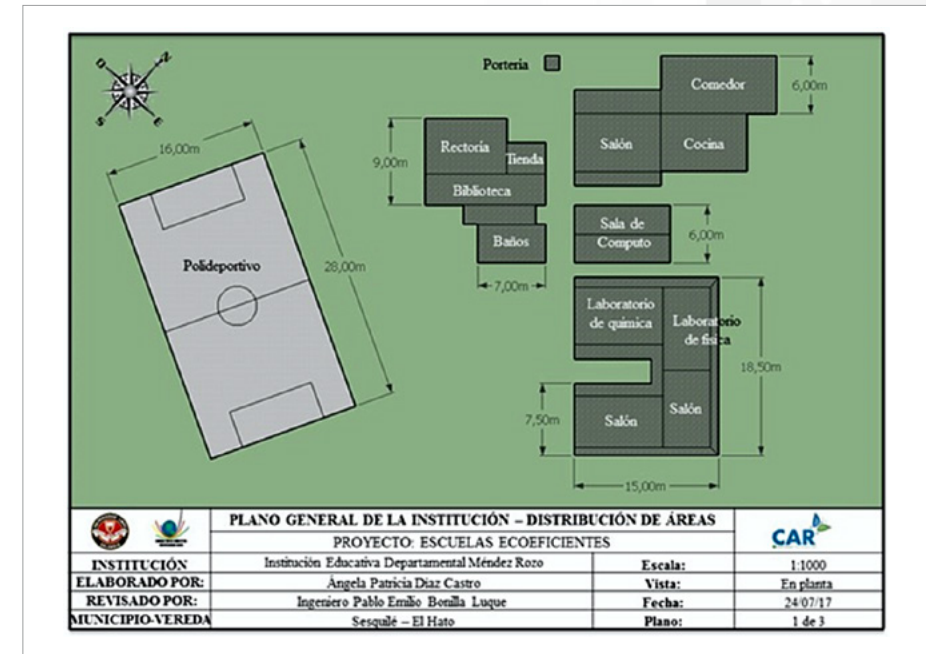 Porteria
Comedor
6,00m
16,00m
Rectoría
Tienda
Salón
Cocina
9,00m
Biblioteca
Sala de
Computo
6,00m
Baños
Polideportivo
28,00m
7,00m
Laboratorio
de quimica
Laboratorio
de fisica
18,50m
7,50m
Salón
Salón
15,00m
PLANO GENERAL DE LA INSTITUCIÓN – DISTRIBUCIÓN DE ÁREAS
PROYECTO: ESCUELAS ECOEFICIENTES
CAR
INSTITUCIÓN Institución Educativa Departamental Méndez Rozo Escala: 1:1000
ELABORADO POR: Ángela Patricia Diaz Castro Vista: En planta
REVISADO POR: Ingeniero Pablo Emilio Bonilla Luque Fecha: 24/07/17
MUNICIPIO-VEREDA Sesquilé – El Hato Plano: 1 de 3